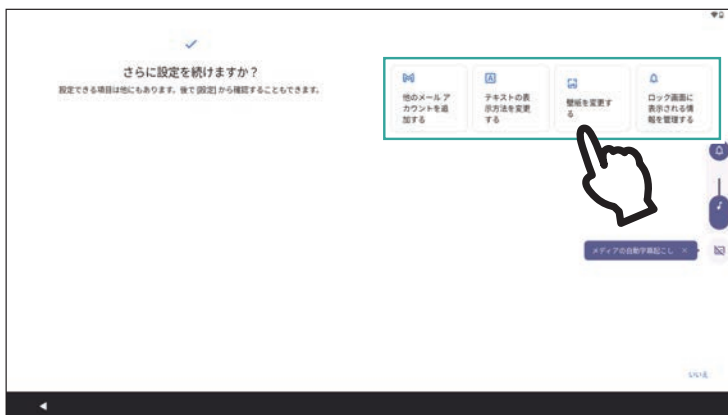 さらに設定を続けますか？
設定できる項目は他にもあります。後で [設定] から確認することもできます。
他のメール ア
カウントを追
加する
テキストの表
示方法を変更
する
壁紙を変更す
る
ロック画面に
表示される情
報を管理する
メディアの自動字幕起こし ×
いいえ